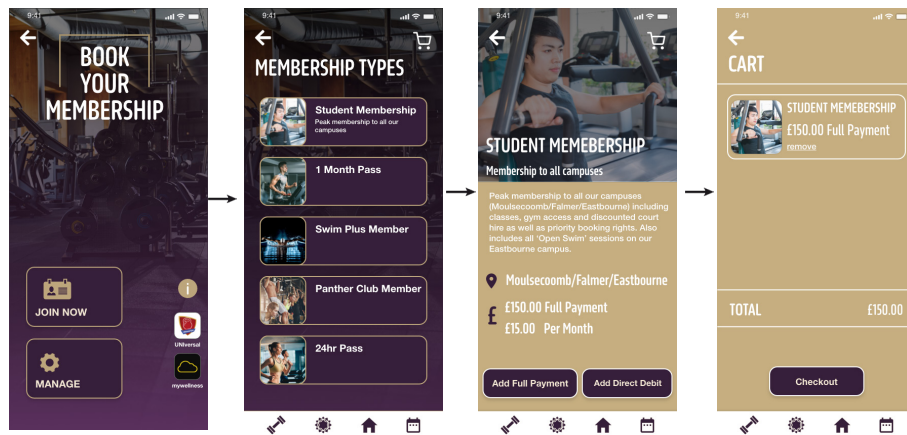 9:41
BOOK
YOUR
MEMBERSHIP
JOIN NOW
MANAGE
i
UNIversal
mywellness
9:41
MEMBERSHIP TYPES
Student Membership
Peak membership to all our
campuses
1 Month Pass
Swim Plus Member
Panther Club Member
24hr Pass
9:41
STUDENT MEMEBERSHIP
Membership to all campuses
Peak membership to all our campuses
(Moulsecoomb/Falmer/Eastbourne) including
classes, gym access and discounted court
hire as well as priority booking rights. Also
includes all ‘Open Swim’ sessions on our
Eastbourne campus.
Moulsecoomb/Falmer/Eastbourne
£
£150.00 Full Payment
£15.00 Per Month
Add Full Payment
Add Direct Debit
9:41
CART
STUDENT MEMEBERSHIP
£150.00 Full Payment
remove
TOTAL £150.00
Checkout